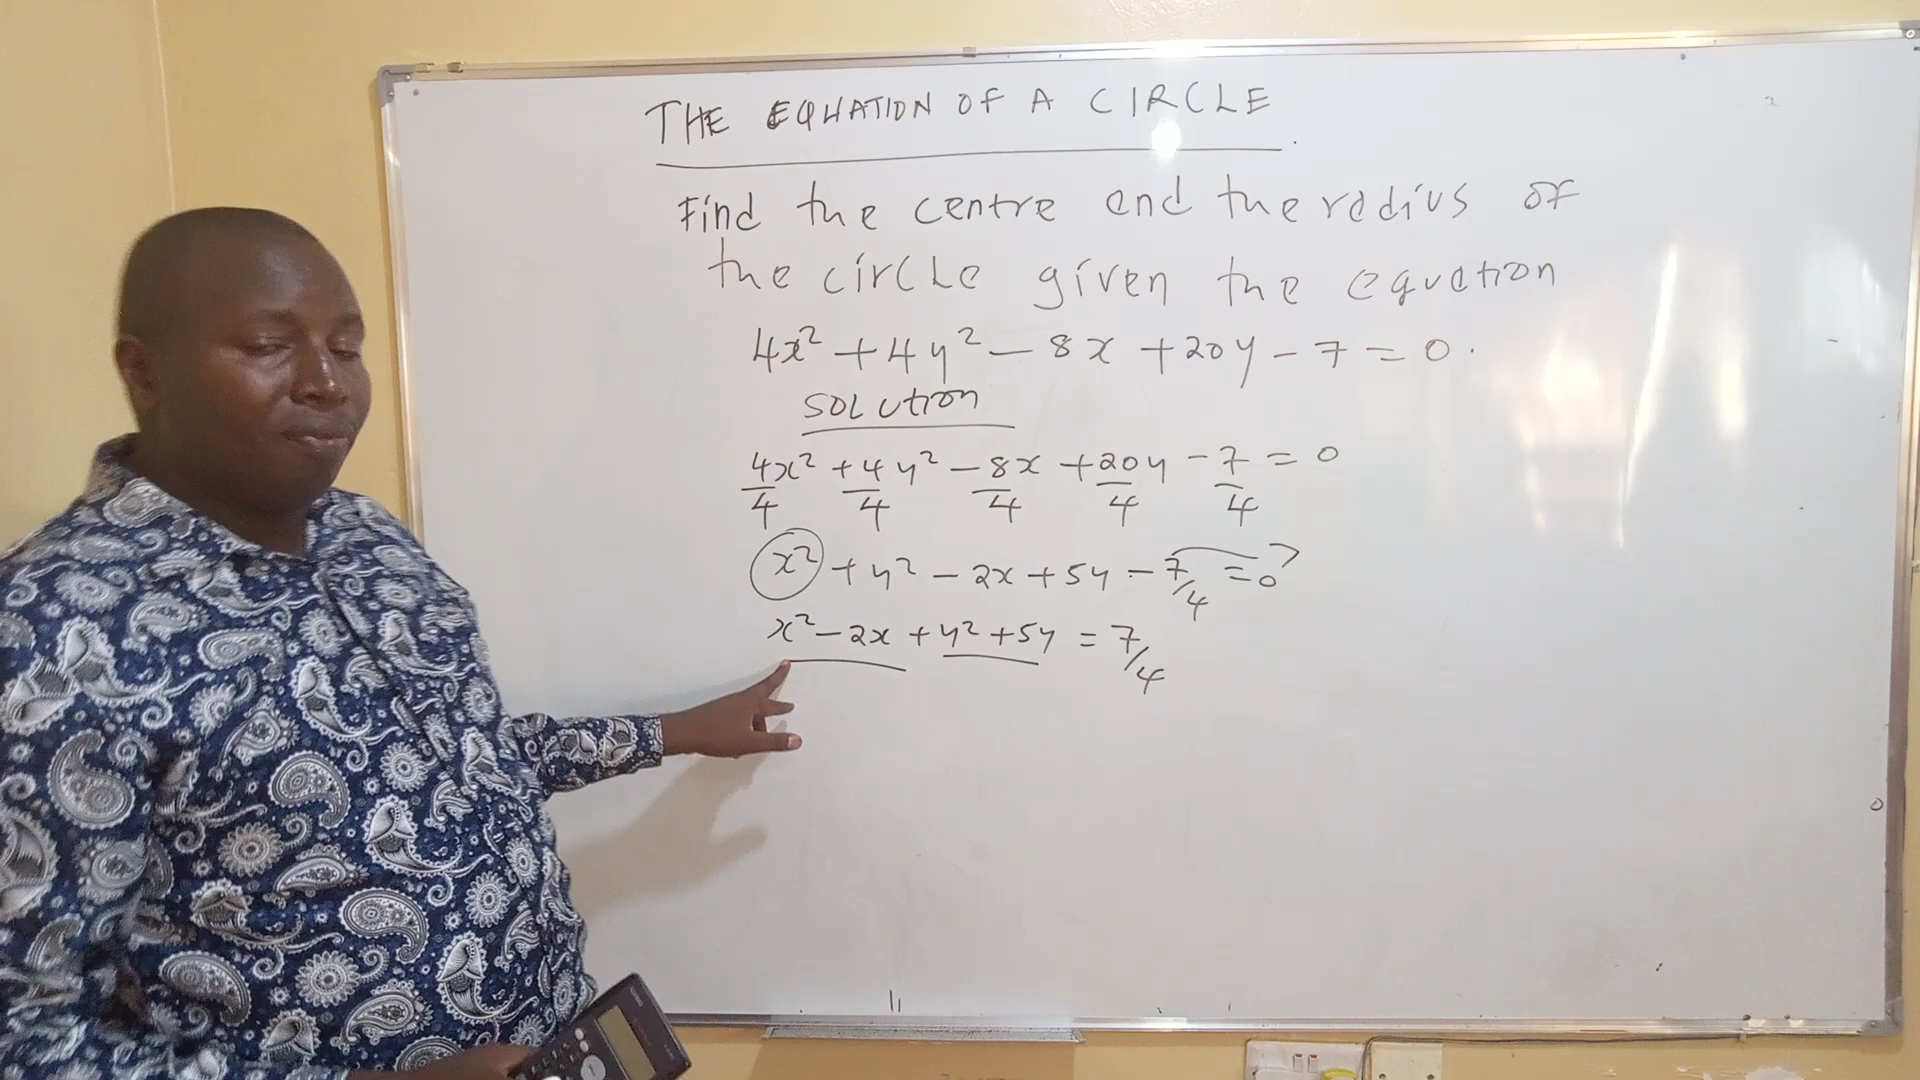 THE EQUATION OF A CIRCLE.
Find the centre and the radius of
the circle given the equation
4x² + 4y² - 8x + 20y - 7 = 0.
SOLUTION
4x²/4 + 4y²/4 - 8x/4 + 20y/4 - 7/4 = 0
x² + y² - 2x + 5y - 7/4 = 0
x² - 2x + y² + 5y = 7/4